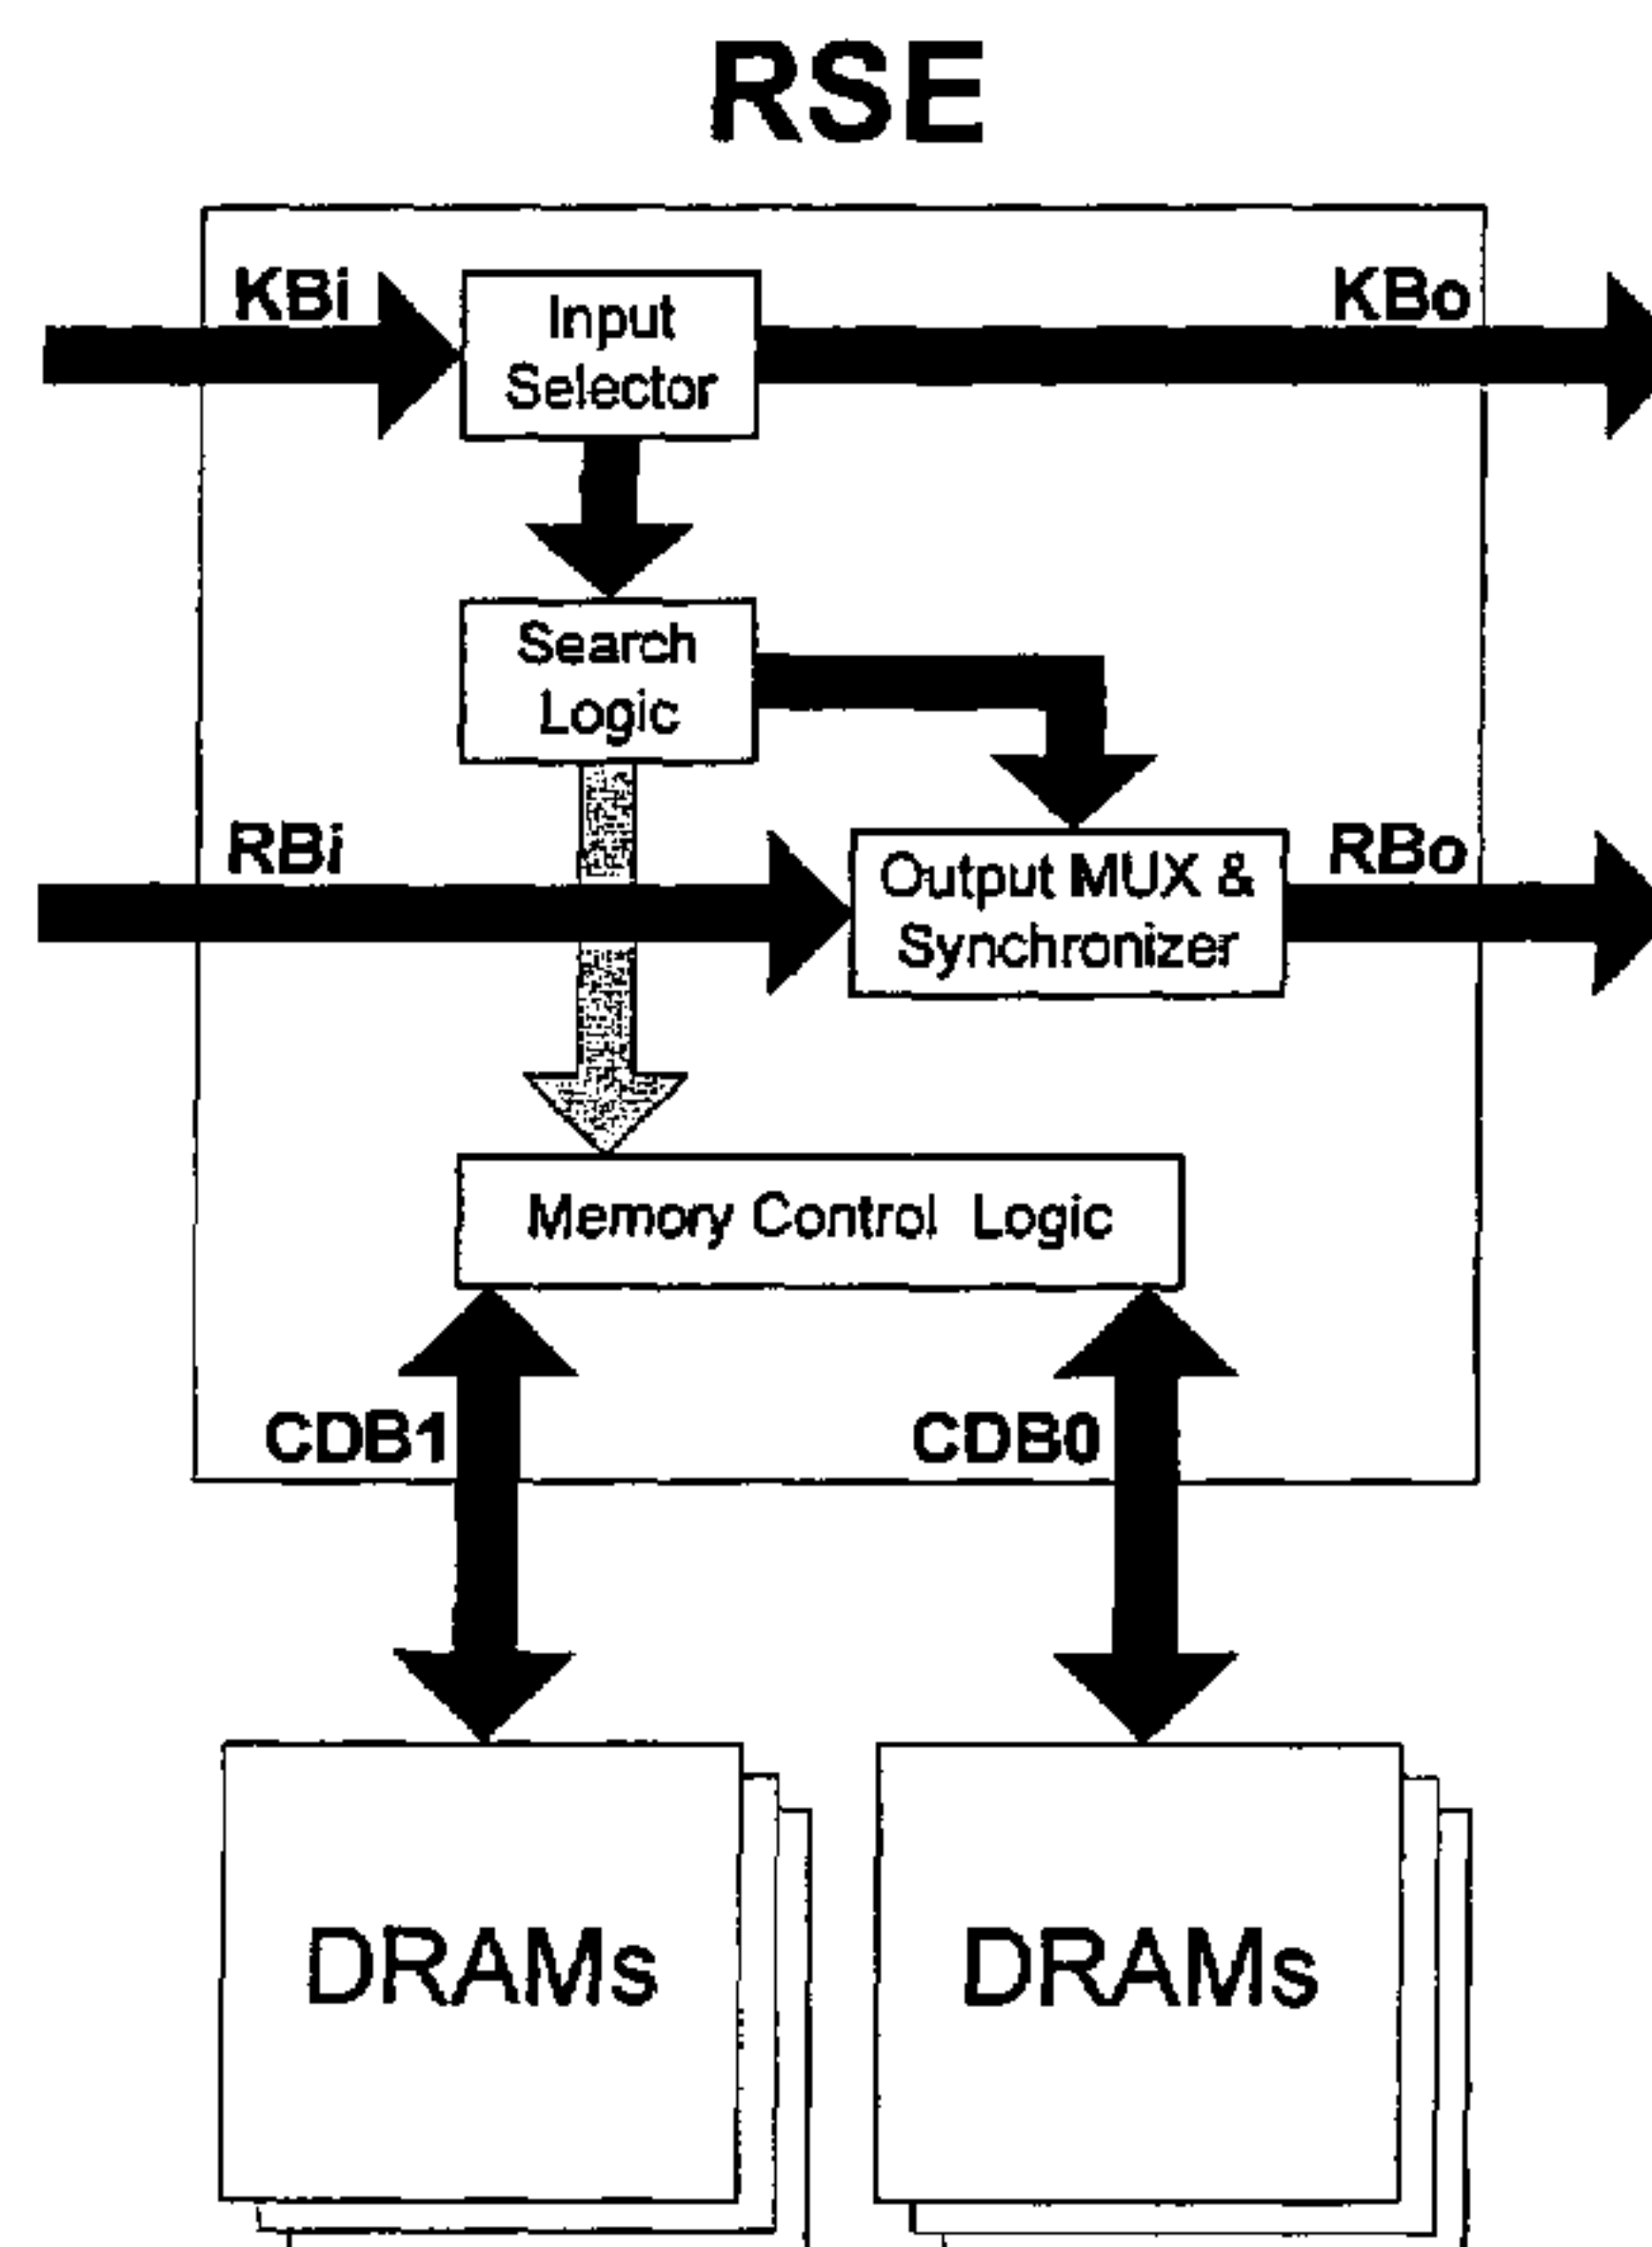 RSE
KBi
KBo
Input
Selector
Search
Logic
RBi
RBo
Output MUX &
Synchronizer
Memory Control Logic
CDB1
CDB0
DRAMs
DRAMs